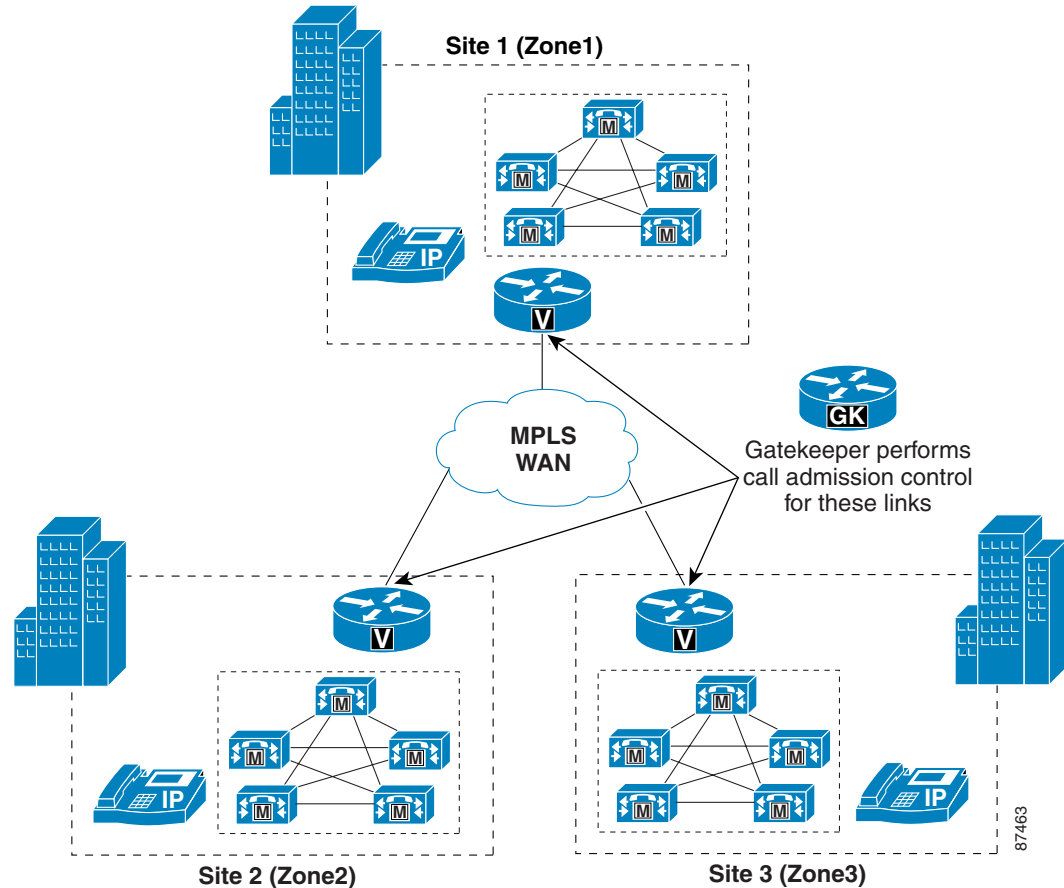 Site 1 (Zone1)
M
M
M
M
M
IP
V
MPLS
WAN
GK
Gatekeeper performs
call admission control
for these links
V
V
M
M
M
M
M
IP
M
M
M
M
M
IP
87463
Site 2 (Zone2)
Site 3 (Zone3)